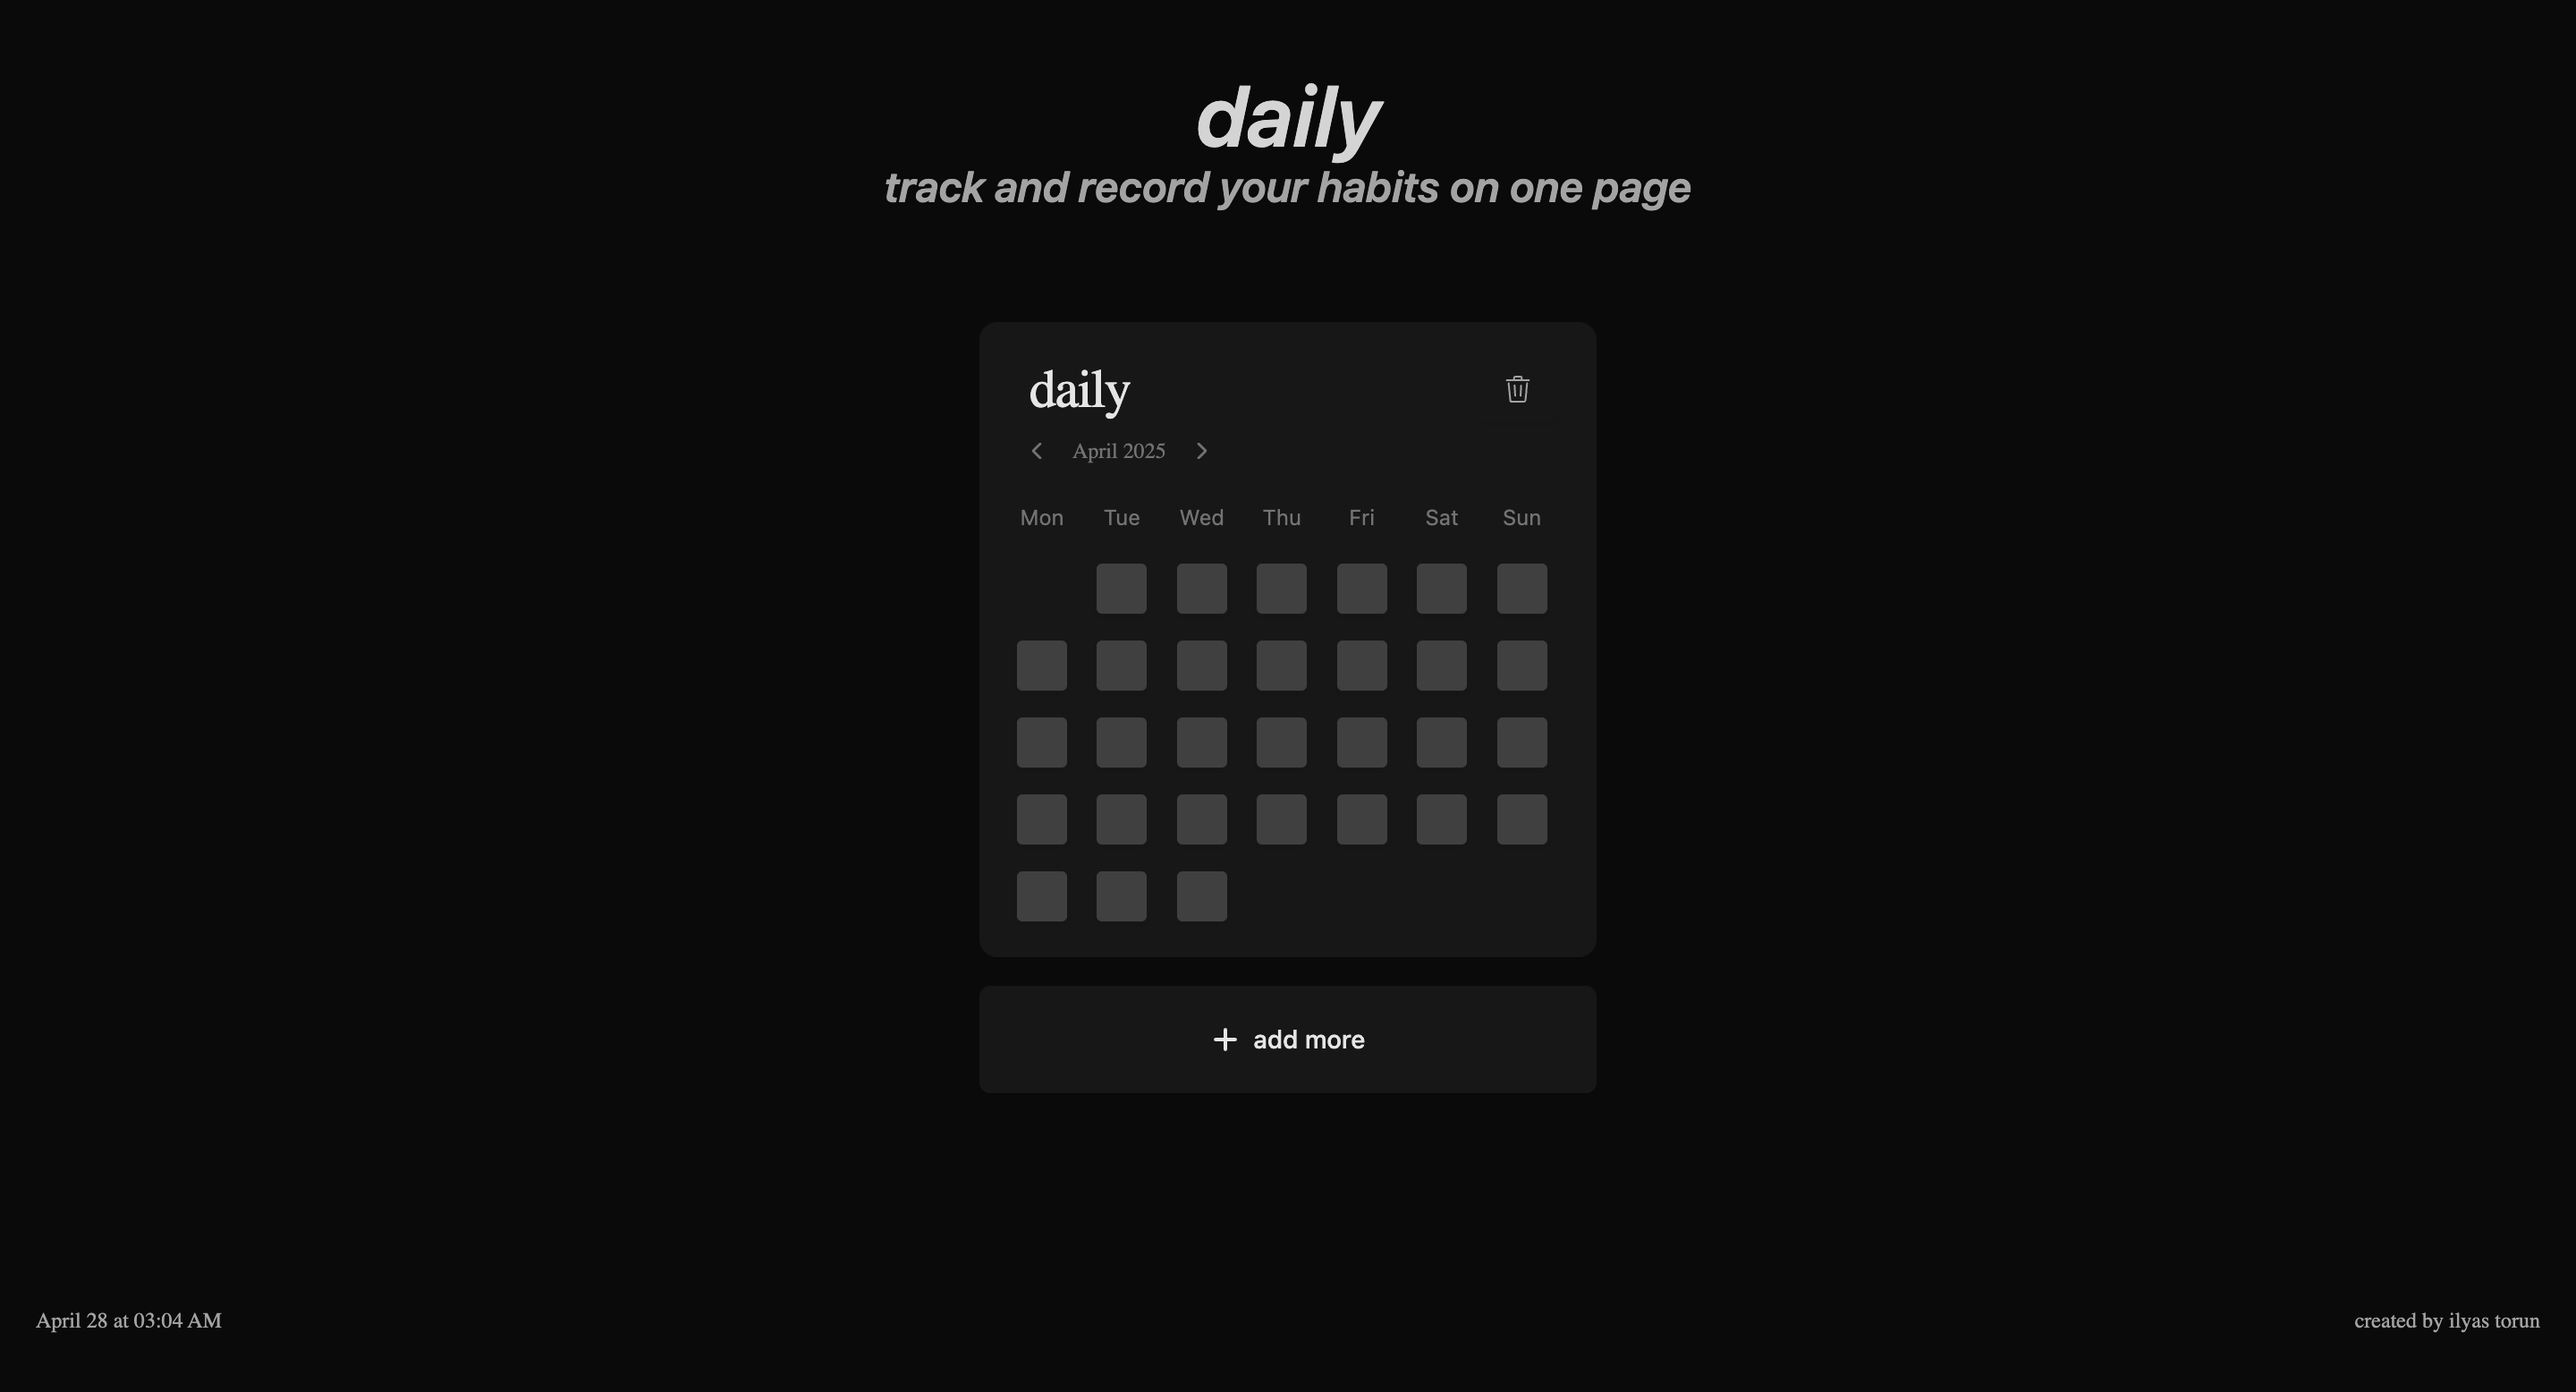 daily
track and record your habits on one page
daily
April 2025
Mon Tue Wed Thu Fri Sat Sun
add more
April 28 at 03:04 AM
created by ilyas torun